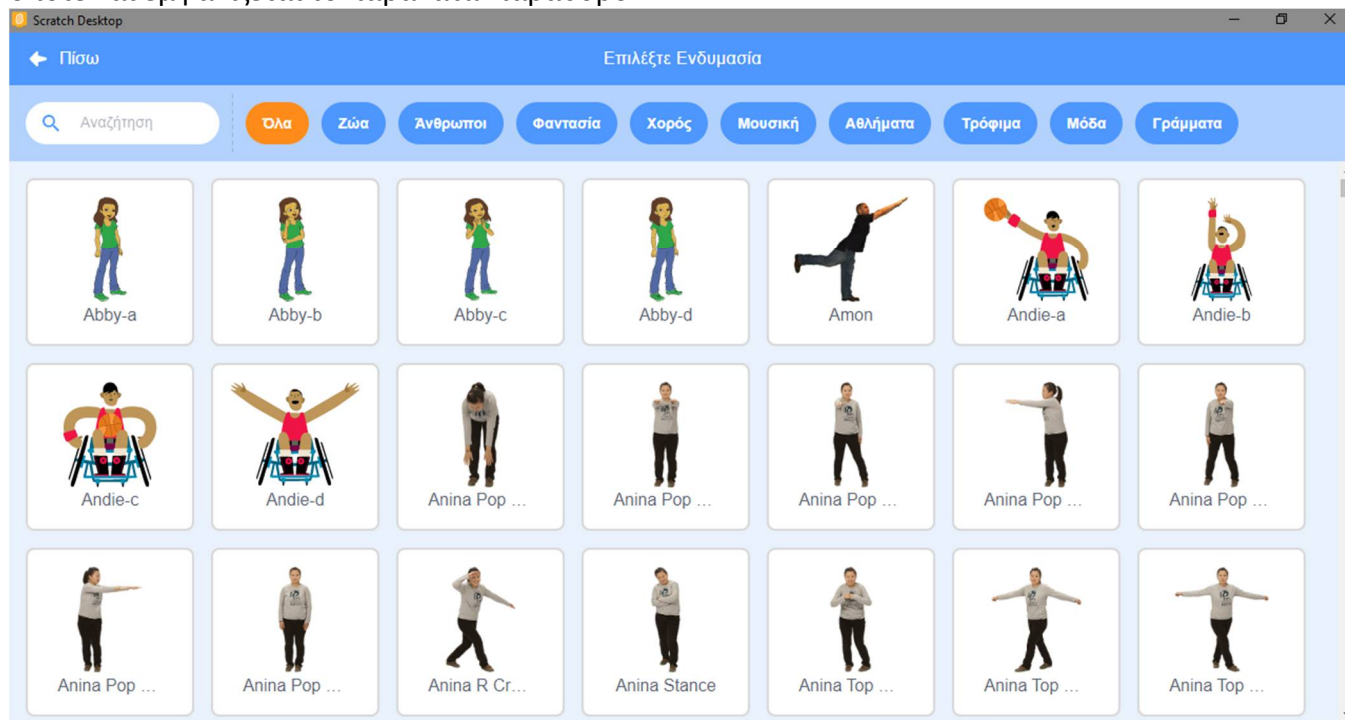 Scratch Desktop
Πίσω
Επιλέξτε Ενδυμασία
Αναζήτηση
Όλα Ζώα Άνθρωποι Φαντασία Χορός Μουσική Αθλήματα Τρόφιμα Μόδα Γράμματα
Abby-a Abby-b Abby-c Abby-d Amon Andie-a Andie-b
Andie-c Andie-d Anina Pop ... Anina Pop ... Anina Pop ... Anina Pop ... Anina Pop ...
Anina Pop ... Anina Pop ... Anina R Cr... Anina Stance Anina Top ... Anina Top ... Anina Top ...